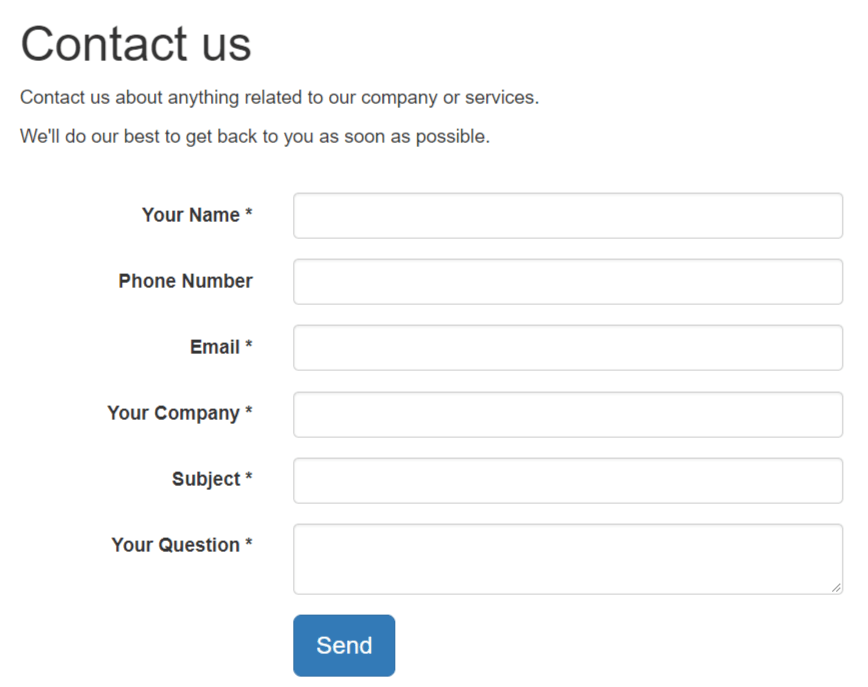 Contact us
Contact us about anything related to our company or services.
We'll do our best to get back to you as soon as possible.
Your Name *
Phone Number
Email *
Your Company *
Subject *
Your Question *
Send